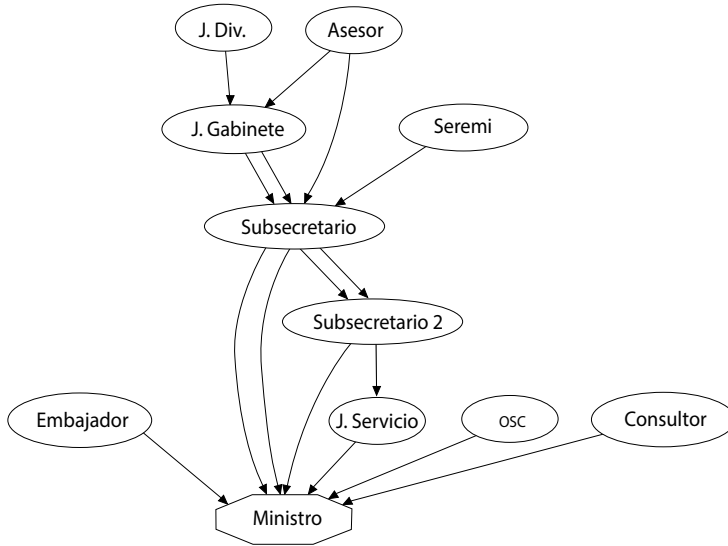 J. Div.
Asesor
J. Gabinete
Seremi
Subsecretario
Subsecretario 2
Embajador
J. Servicio
OSC
Consultor
Ministro